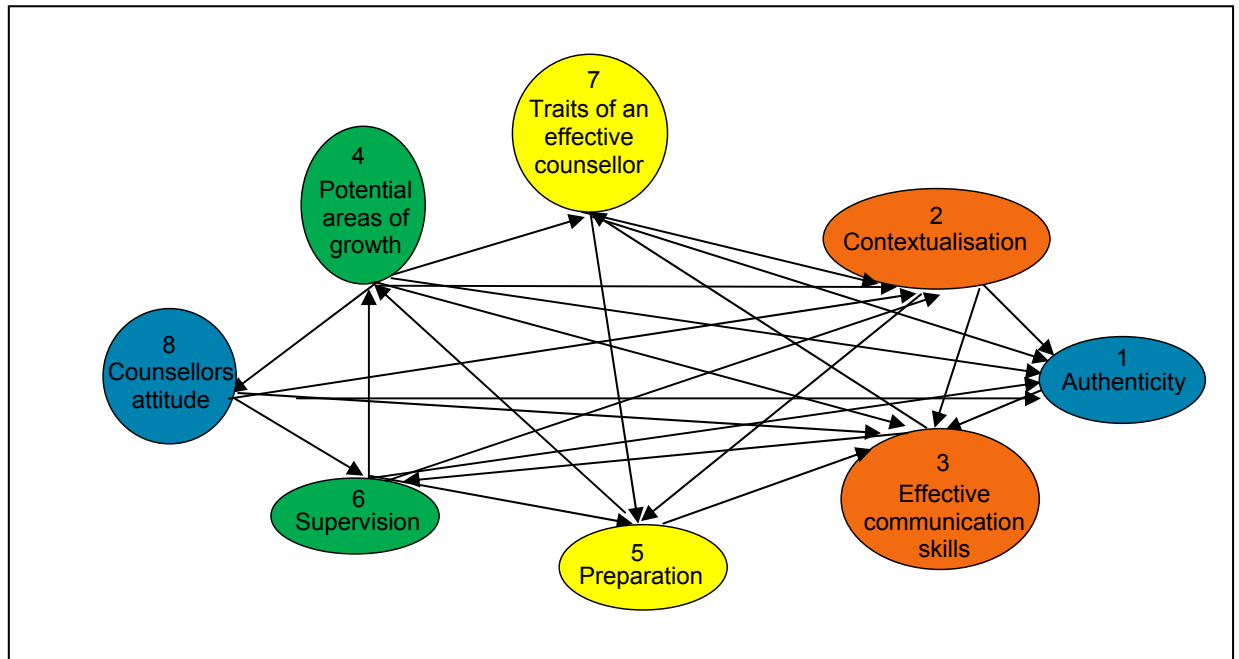 7
Traits of an
effective
counsellor
4
Potential
areas of
growth
2
Contextualisation
8
Counsellors
attitude
1
Authenticity
6
Supervision
5
Preparation
3
Effective
communication
skills